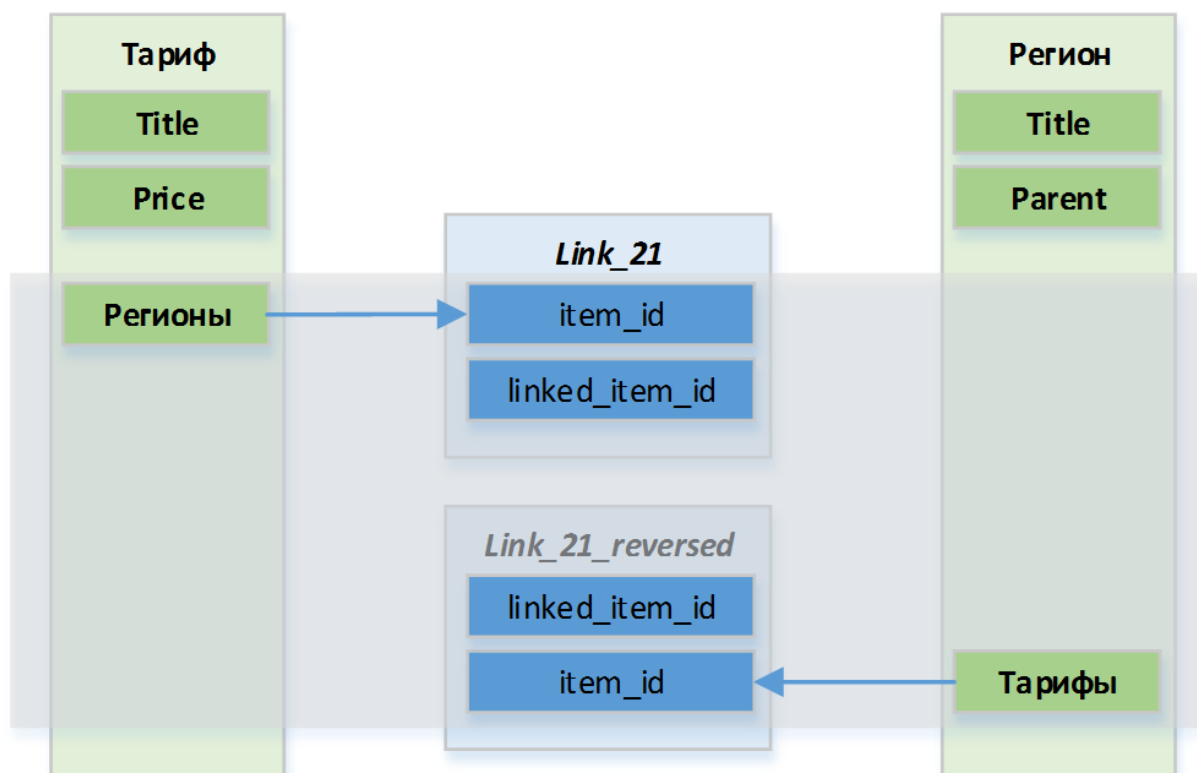 Тариф
Title
Price
Регионы
Link_21
item_id
linked_item_id
Link_21_reversed
linked_item_id
item_id
Регион
Title
Parent
Тарифы